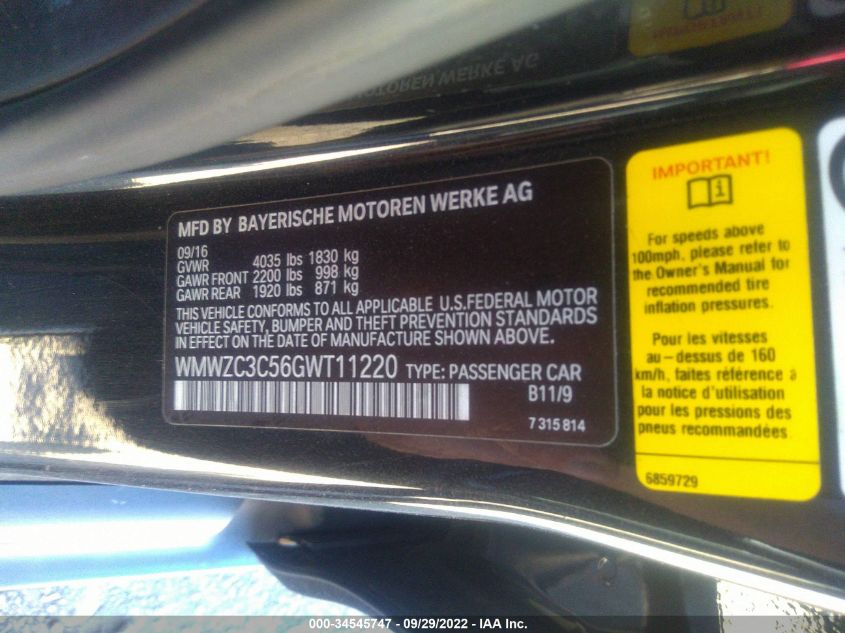 MOTOREN WERKE AG
MFD BY BAYERISCHE MOTOREN WERKE AG
09/16
GVWR 4035 lbs 1830 kg
GAWR FRONT 2200 lbs 998 kg
GAWR REAR 1920 lbs 871 kg
THIS VEHICLE CONFORMS TO ALL APPLICABLE U.S.FEDERAL MOTOR
VEHICLE SAFETY, BUMPER AND THEFT PREVENTION STANDARDS
IN EFFECT ON THE DATE OF MANUFACTURE SHOWN ABOVE.
WMWZC3C56GWT11220 TYPE: PASSENGER CAR
B11/9
7 315 814
IMPORTANT!
i
For speeds above
100mph, please refer to
the Owner's Manual for
recommended tire
inflation pressures.
Pour les vitesses
au-dessus de 160
km/h, faites référence à
la notice d'utilisation
pour les pressions des
pneus recommandées.
6859729
000-34545747 - 09/29/2022 - IAA Inc.